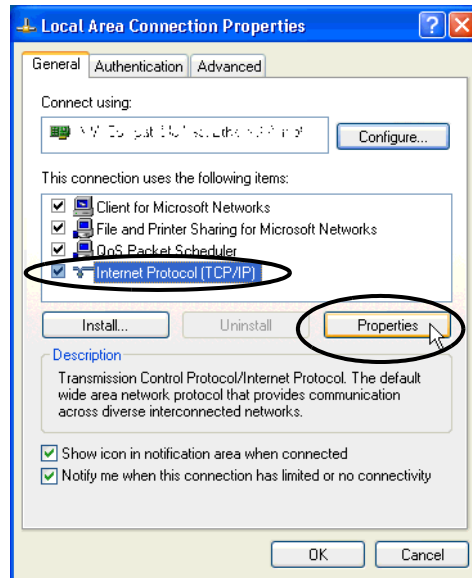 Local Area Connection Properties
General Authentication Advanced
Connect using:
Configure...
This connection uses the following items:
Client for Microsoft Networks
File and Printer Sharing for Microsoft Networks
QoS Packet Scheduler
Internet Protocol (TCP/IP)
Install... Uninstall Properties
Description
Transmission Control Protocol/Internet Protocol. The default
wide area network protocol that provides communication
across diverse interconnected networks.
Show icon in notification area when connected
Notify me when this connection has limited or no connectivity
OK Cancel